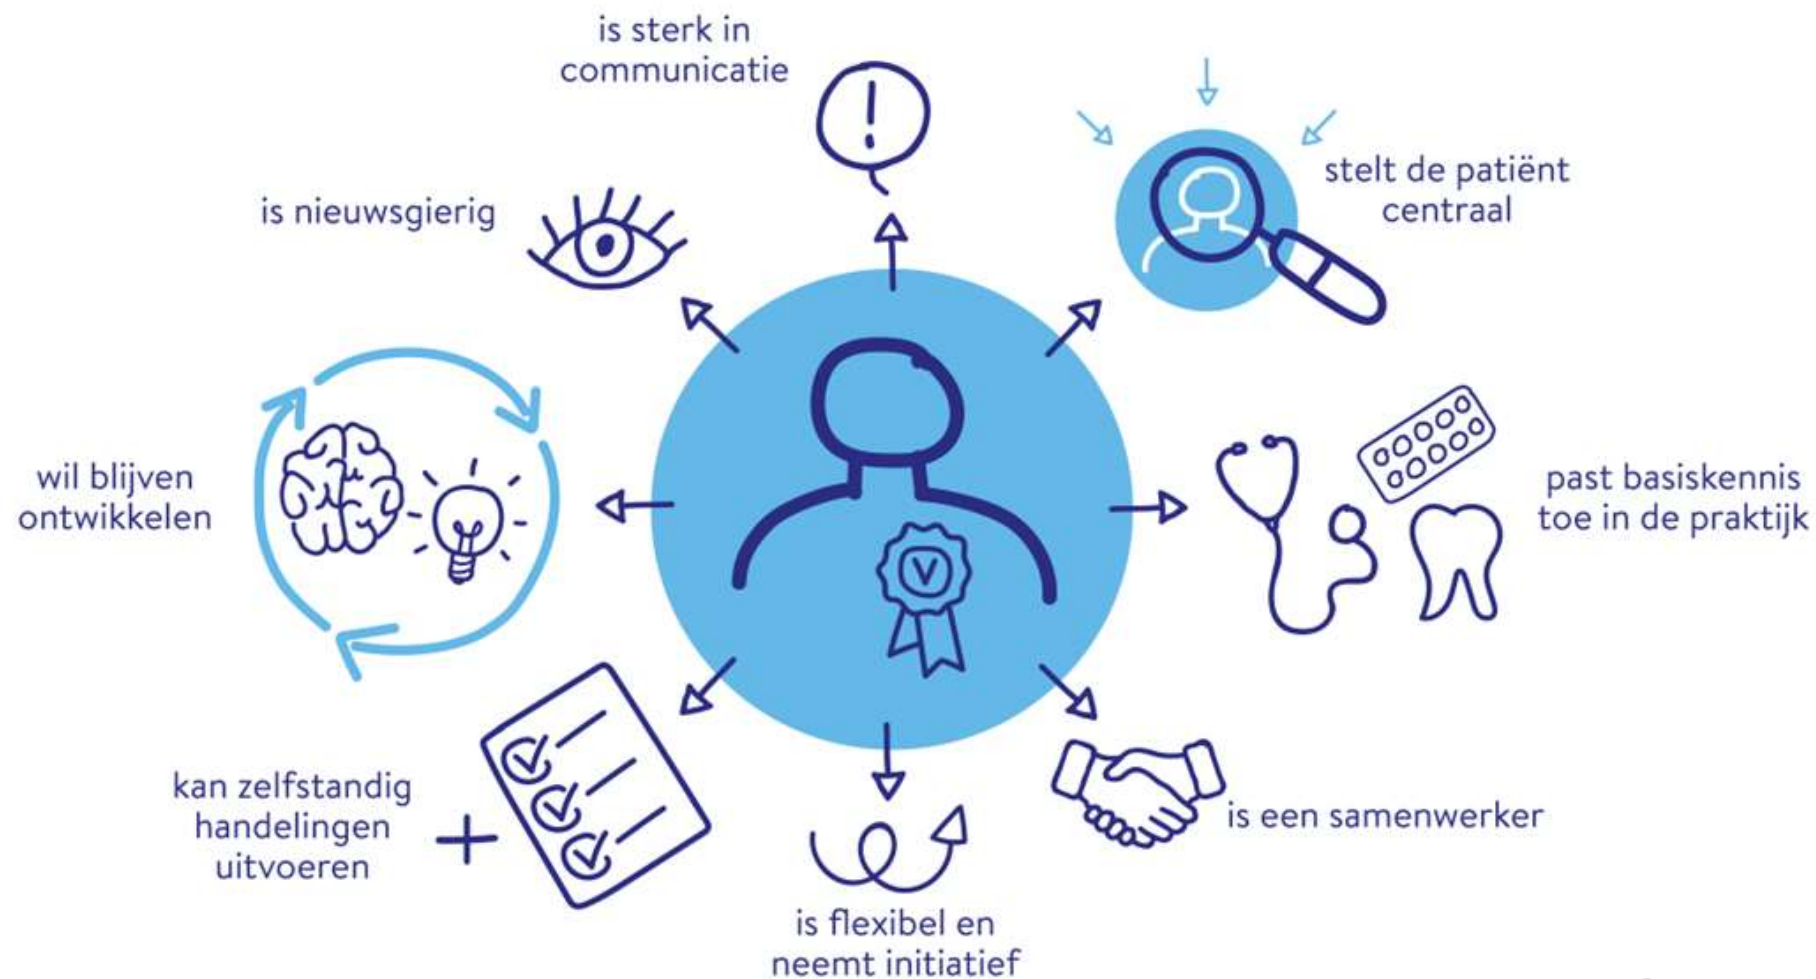 is sterk in
communicatie
stelt de patiënt
centraal
is nieuwsgierig
wil blijven
ontwikkelen
past basiskennis
toe in de praktijk
kan zelfstandig
handelingen
uitvoeren
is een samenwerker
is flexibel en
neemt initiatief